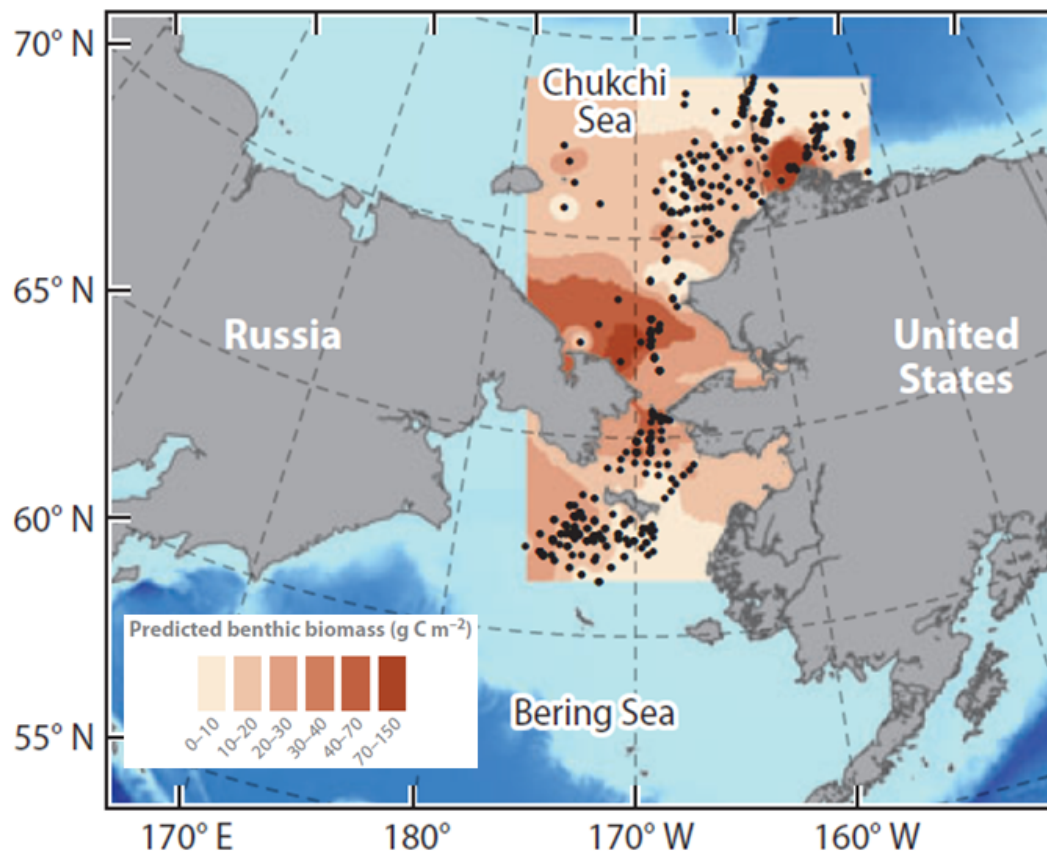 70° N
Chukchi
Sea
65° N
Russia
United
States
60° N
Predicted benthic biomass (g C m⁻²)
0–10
10–20
20–30
30–40
40–70
70–150
Bering Sea
55° N
170° E
180°
170° W
160° W